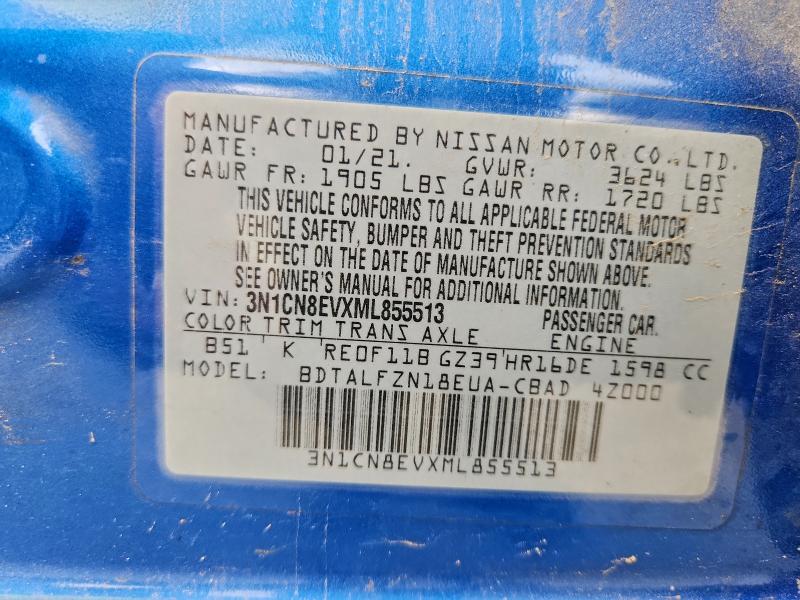 MANUFACTURED BY NISSAN MOTOR CO., LTD.
DATE: 01/21. GVWR: 3624 LBS
GAWR FR: 1905 LBS GAWR RR: 1720 LBS
THIS VEHICLE CONFORMS TO ALL APPLICABLE FEDERAL MOTOR
VEHICLE SAFETY, BUMPER AND THEFT PREVENTION STANDARDS
IN EFFECT ON THE DATE OF MANUFACTURE SHOWN ABOVE.
SEE OWNER'S MANUAL FOR ADDITIONAL INFORMATION.
VIN: 3N1CN8EVXML855513 PASSENGER CAR.
COLOR TRIM TRANS AXLE ENGINE
B51 ' K 'RE0F11B GZ39'HR16DE 1598 CC
MODEL: BDTALFZN18EUA-CBAD 4Z000
3N1CN8EVXML855513